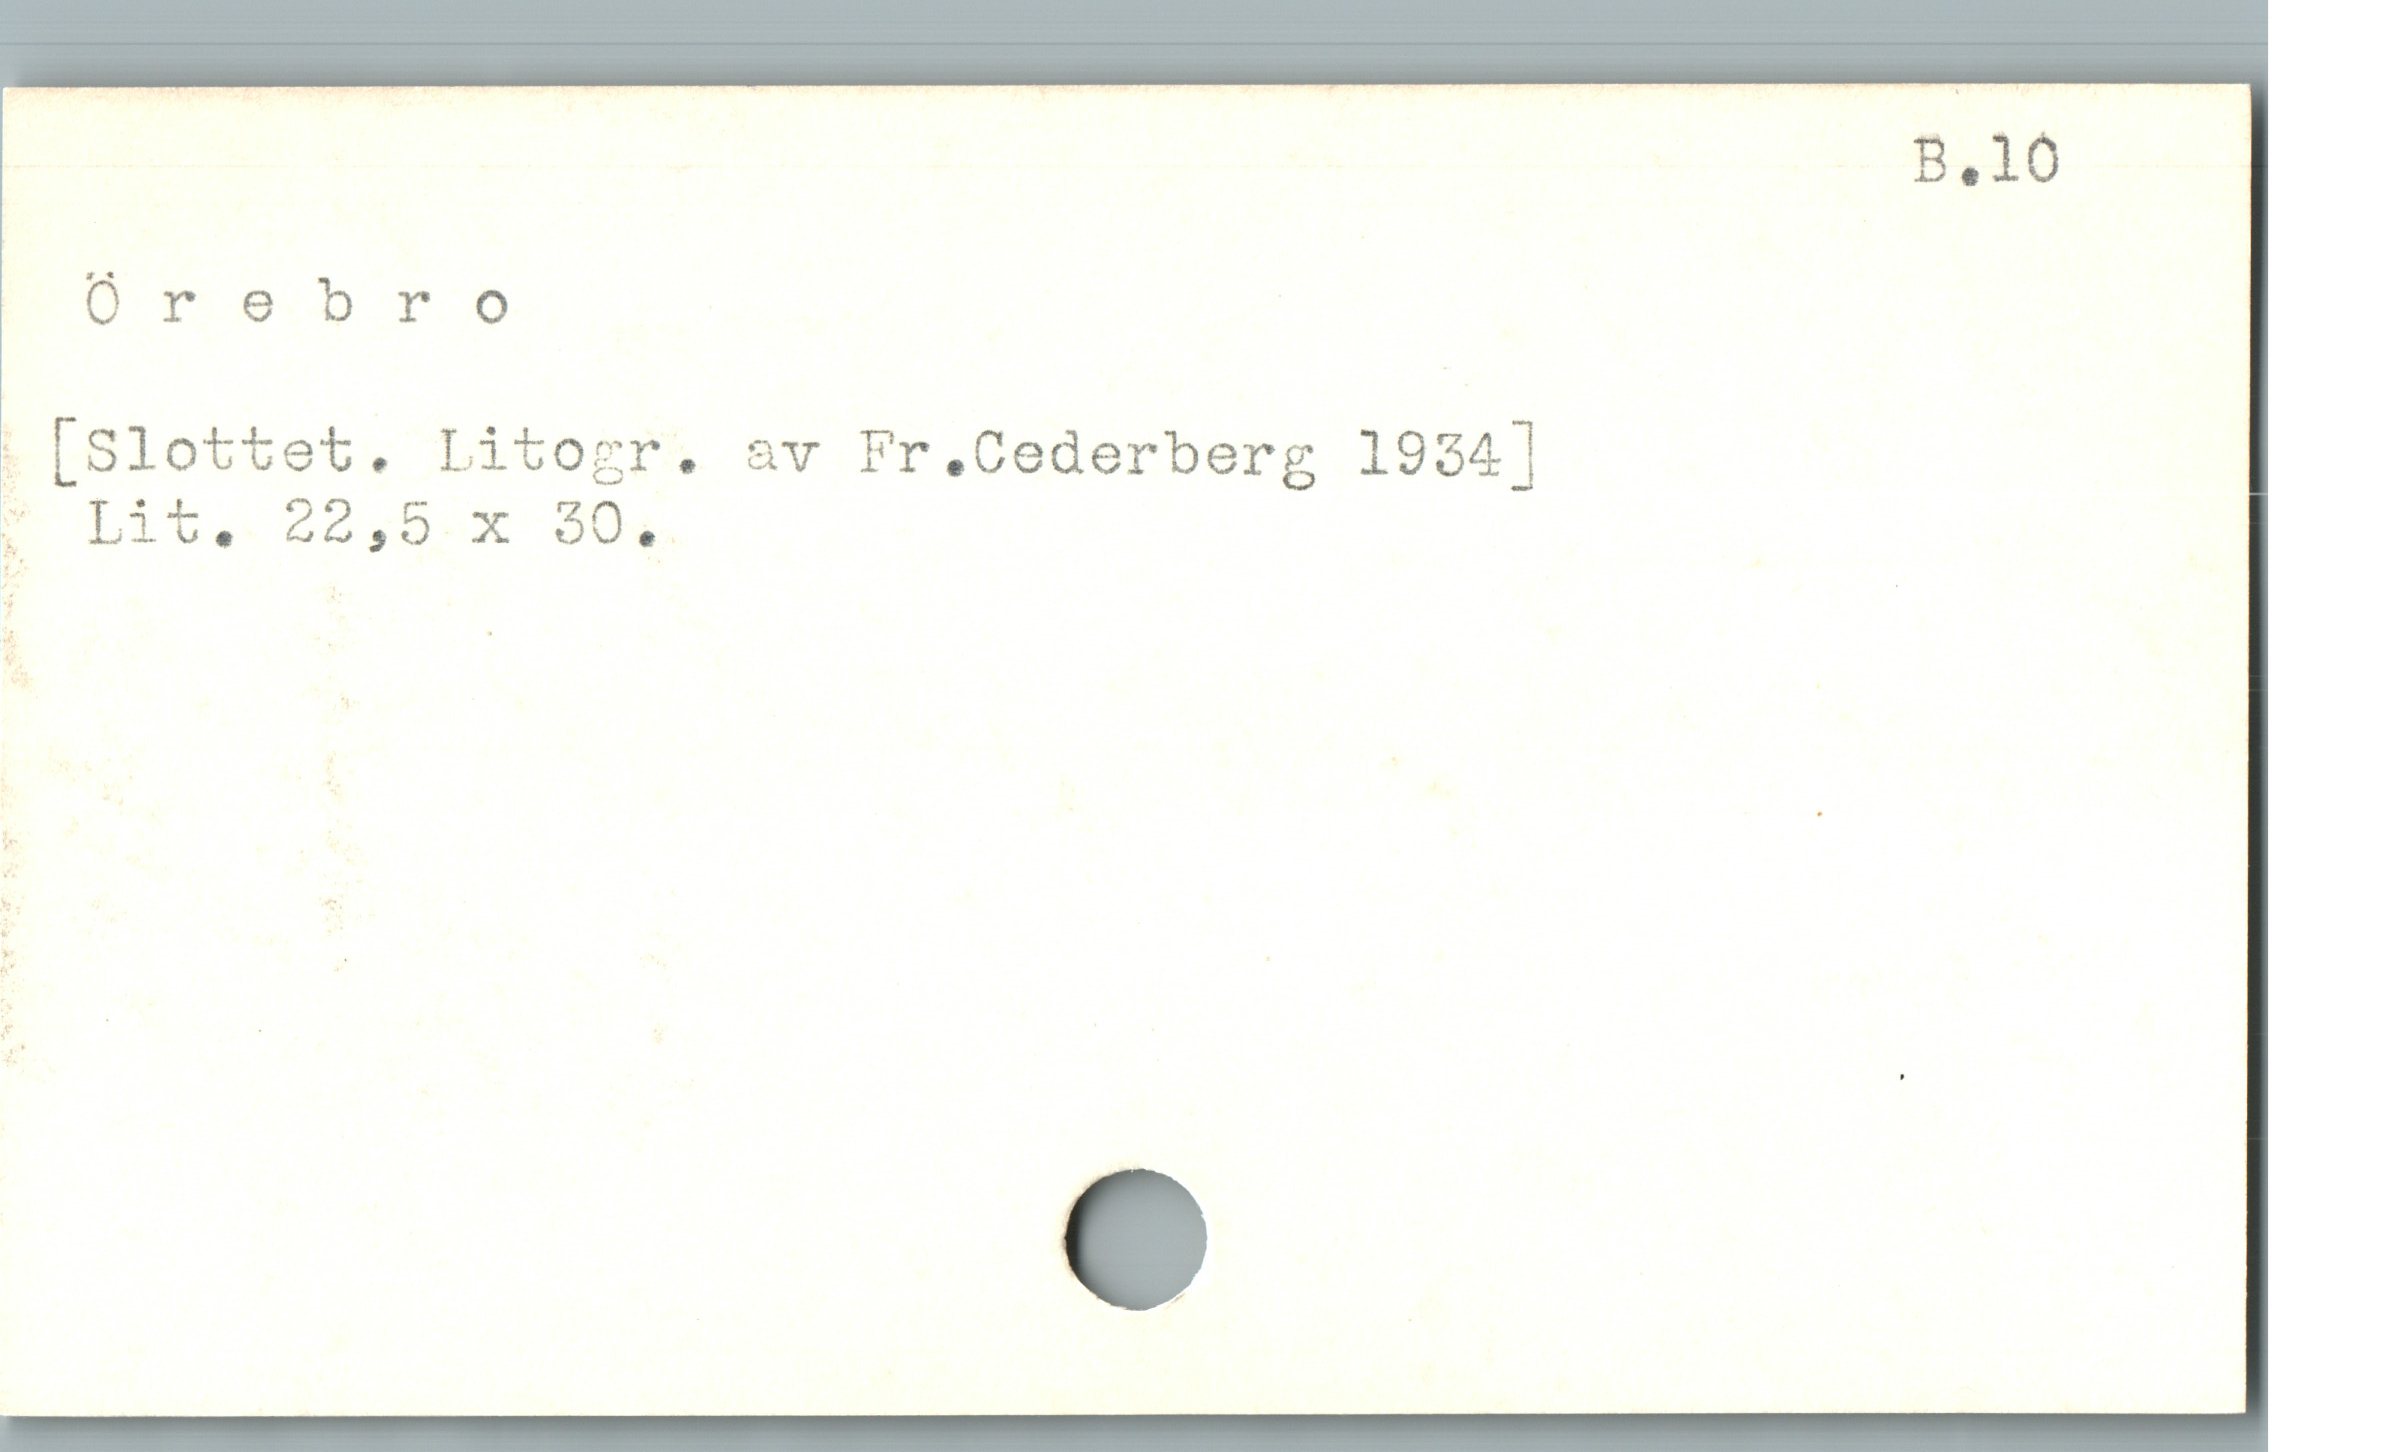 B.10
Ö r e b r o
[Slottet. Litogr. av Fr.Cederberg 1934]
Lit. 22,5 x 30.